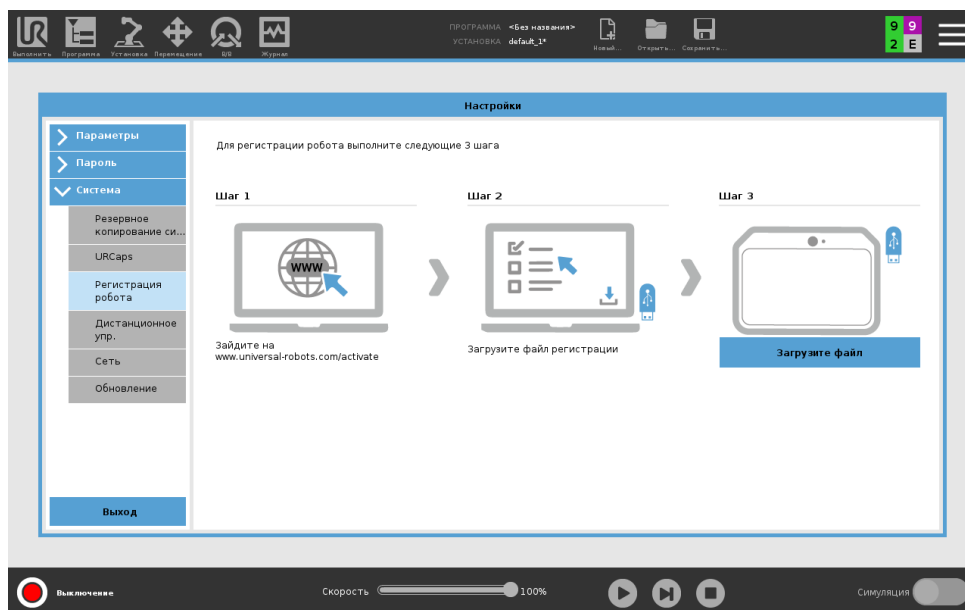 ПРОГРАММА <без названия>
УСТАНОВКА default_1*
9 9
2 E
Выполнить Программа Установка Перемещение В/В Журнал Новый... Открыть... Сохранить...
Настройки
Параметры
Пароль
Система
Резервное
копирование си...
URCaps
Регистрация
робота
Дистанционное
упр.
Сеть
Обновление
Выход
Для регистрации робота выполните следующие 3 шага
Шаг 1
WWW
Зайдите на
www.universal-robots.com/activate
Шаг 2
Загрузите файл регистрации
Шаг 3
Загрузите файл
Выключение
Скорость
100%
Симуляция